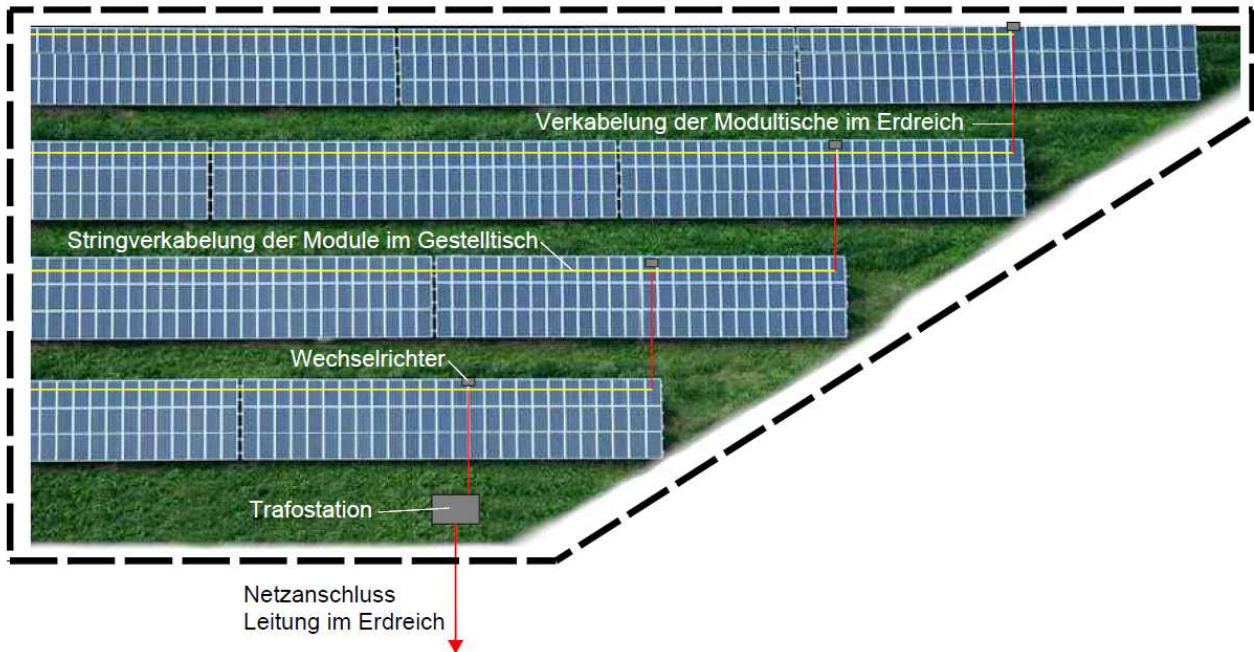 Verkabelung der Modultische im Erdreich
Stringverkabelung der Module im Gestelltisch
Wechselrichter
Trafostation
Netzanschluss
Leitung im Erdreich